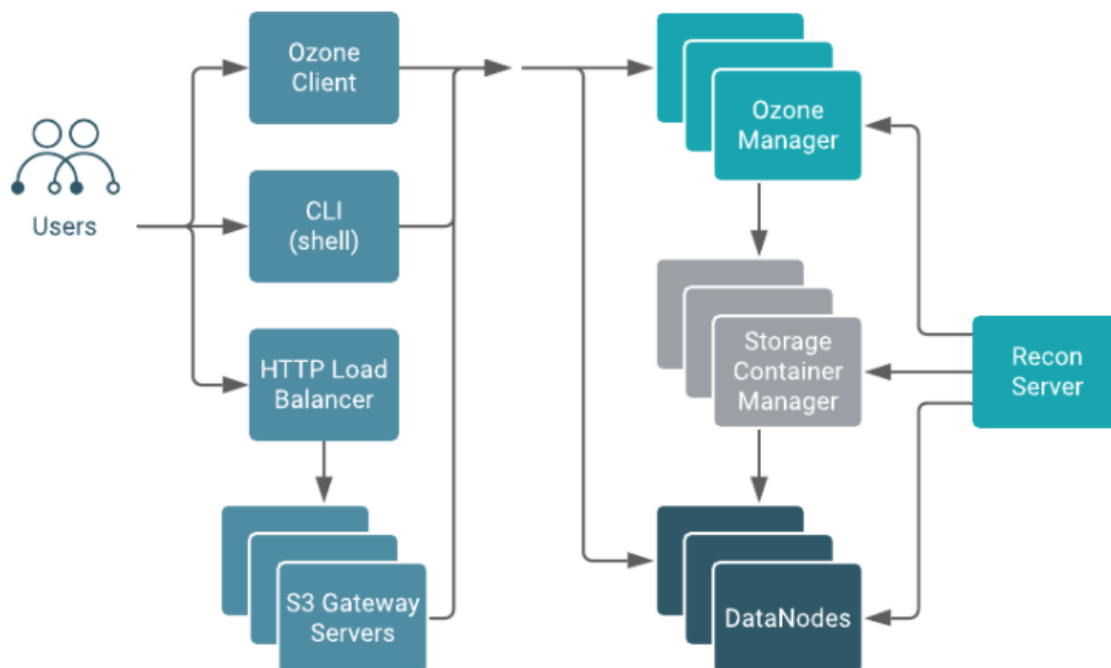 Users
Ozone
Client
CLI
(shell)
HTTP Load
Balancer
S3 Gateway
Servers
Ozone
Manager
Storage
Container
Manager
DataNodes
Recon
Server